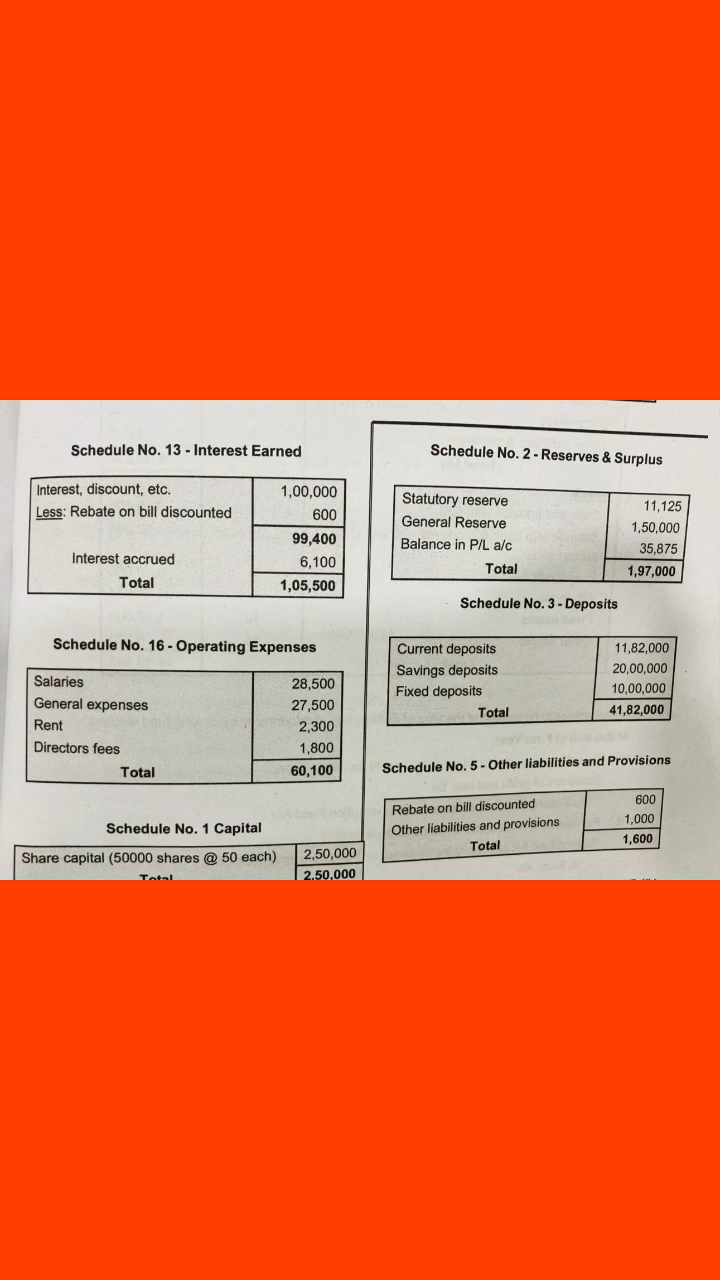 Schedule No. 13 - Interest Earned
Interest, discount, etc. 1,00,000
Less: Rebate on bill discounted 600
99,400
Interest accrued 6,100
Total 1,05,500
Schedule No. 16 - Operating Expenses
Salaries 28,500
General expenses 27,500
Rent 2,300
Directors fees 1,800
Total 60,100
Schedule No. 1 Capital
Share capital (50000 shares @ 50 each) 2,50,000
Total 2,50,000
Schedule No. 2 - Reserves & Surplus
Statutory reserve 11,125
General Reserve 1,50,000
Balance in P/L a/c 35,875
Total 1,97,000
Schedule No. 3 - Deposits
Current deposits 11,82,000
Savings deposits 20,00,000
Fixed deposits 10,00,000
Total 41,82,000
Schedule No. 5 - Other liabilities and Provisions
Rebate on bill discounted 600
Other liabilities and provisions 1,000
Total 1,600